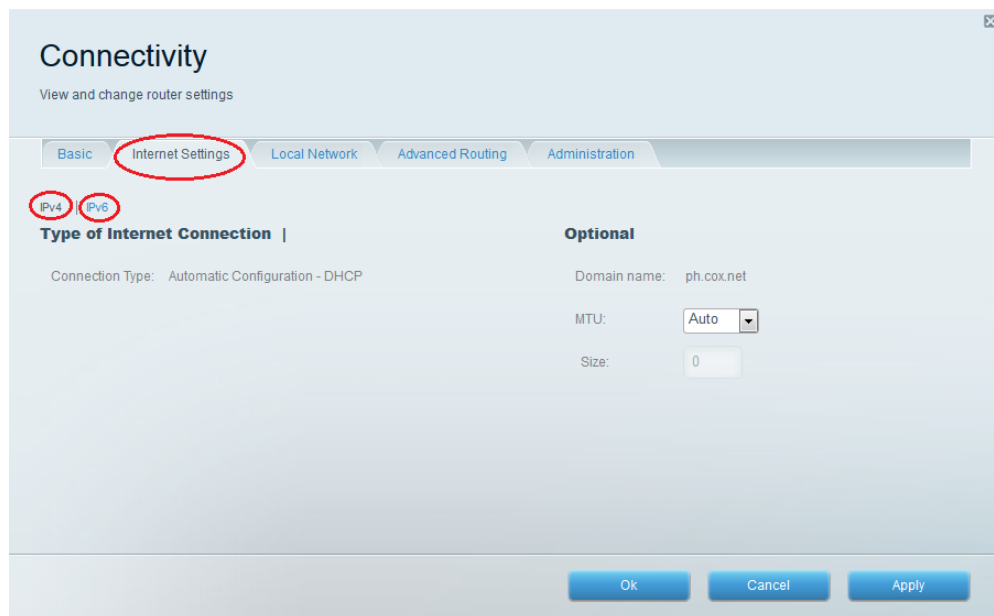 Connectivity
View and change router settings
Basic Internet Settings Local Network Advanced Routing Administration
IPv4 | IPv6
Type of Internet Connection |
Connection Type: Automatic Configuration - DHCP
Optional
Domain name: ph.cox.net
MTU: Auto
Size: 0
Ok Cancel Apply